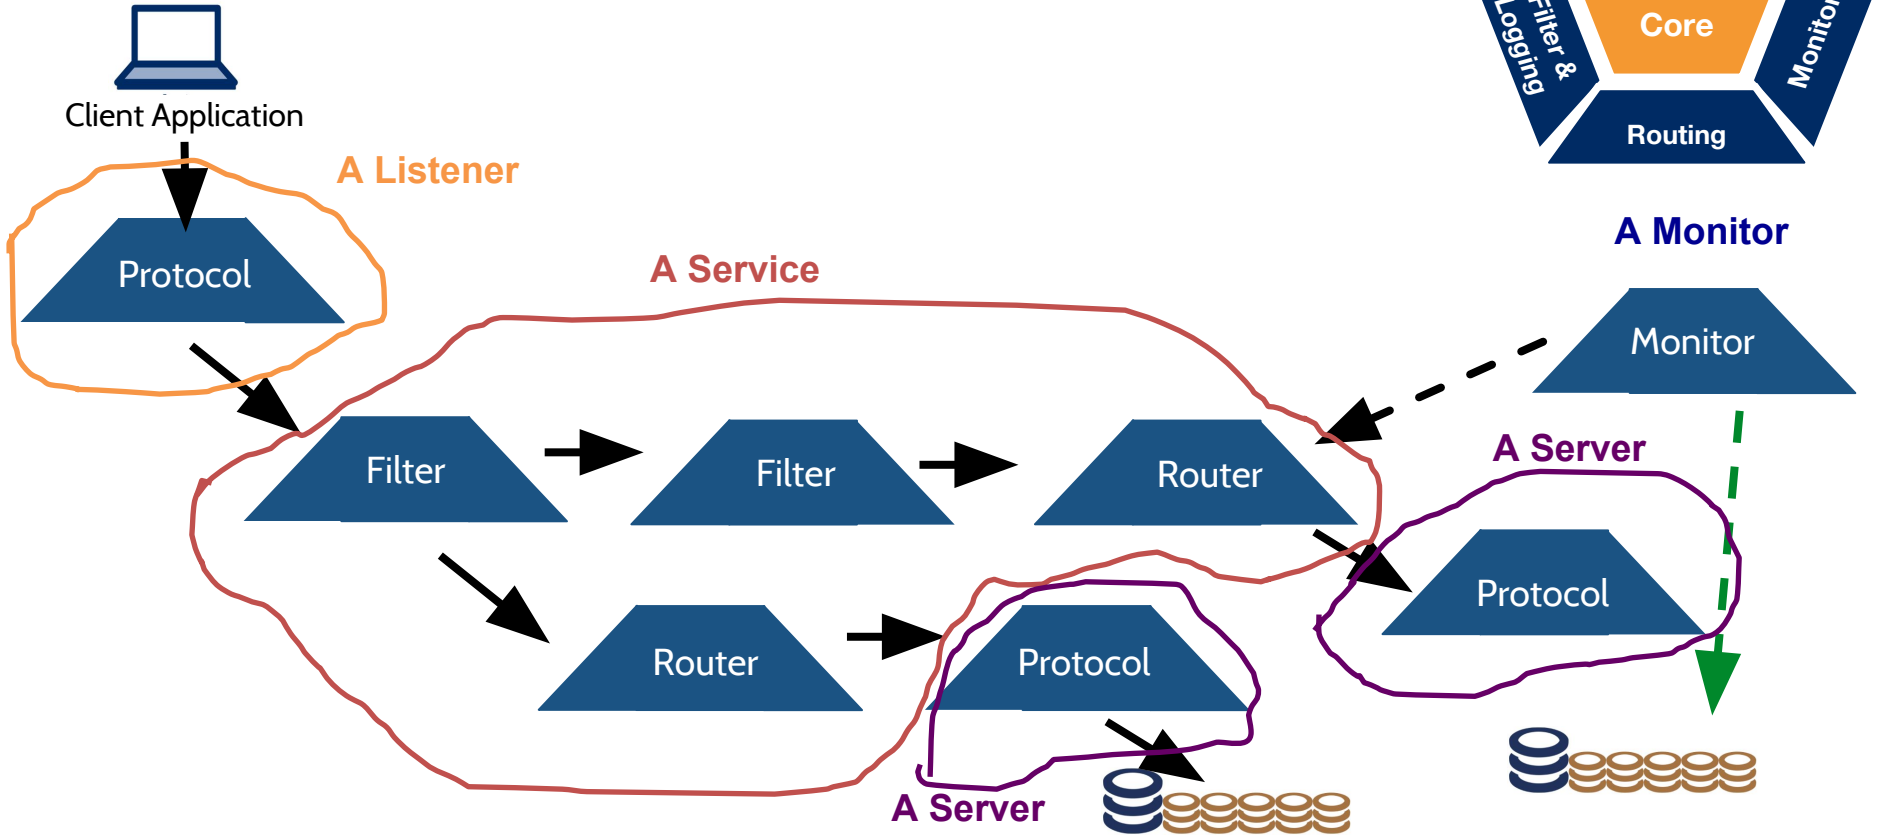 Client Application
Filter &
Logging
Core
Monitor
Routing
A Listener
Protocol
A Service
A Monitor
Monitor
Filter
Filter
Router
A Server
Protocol
Router
Protocol
A Server